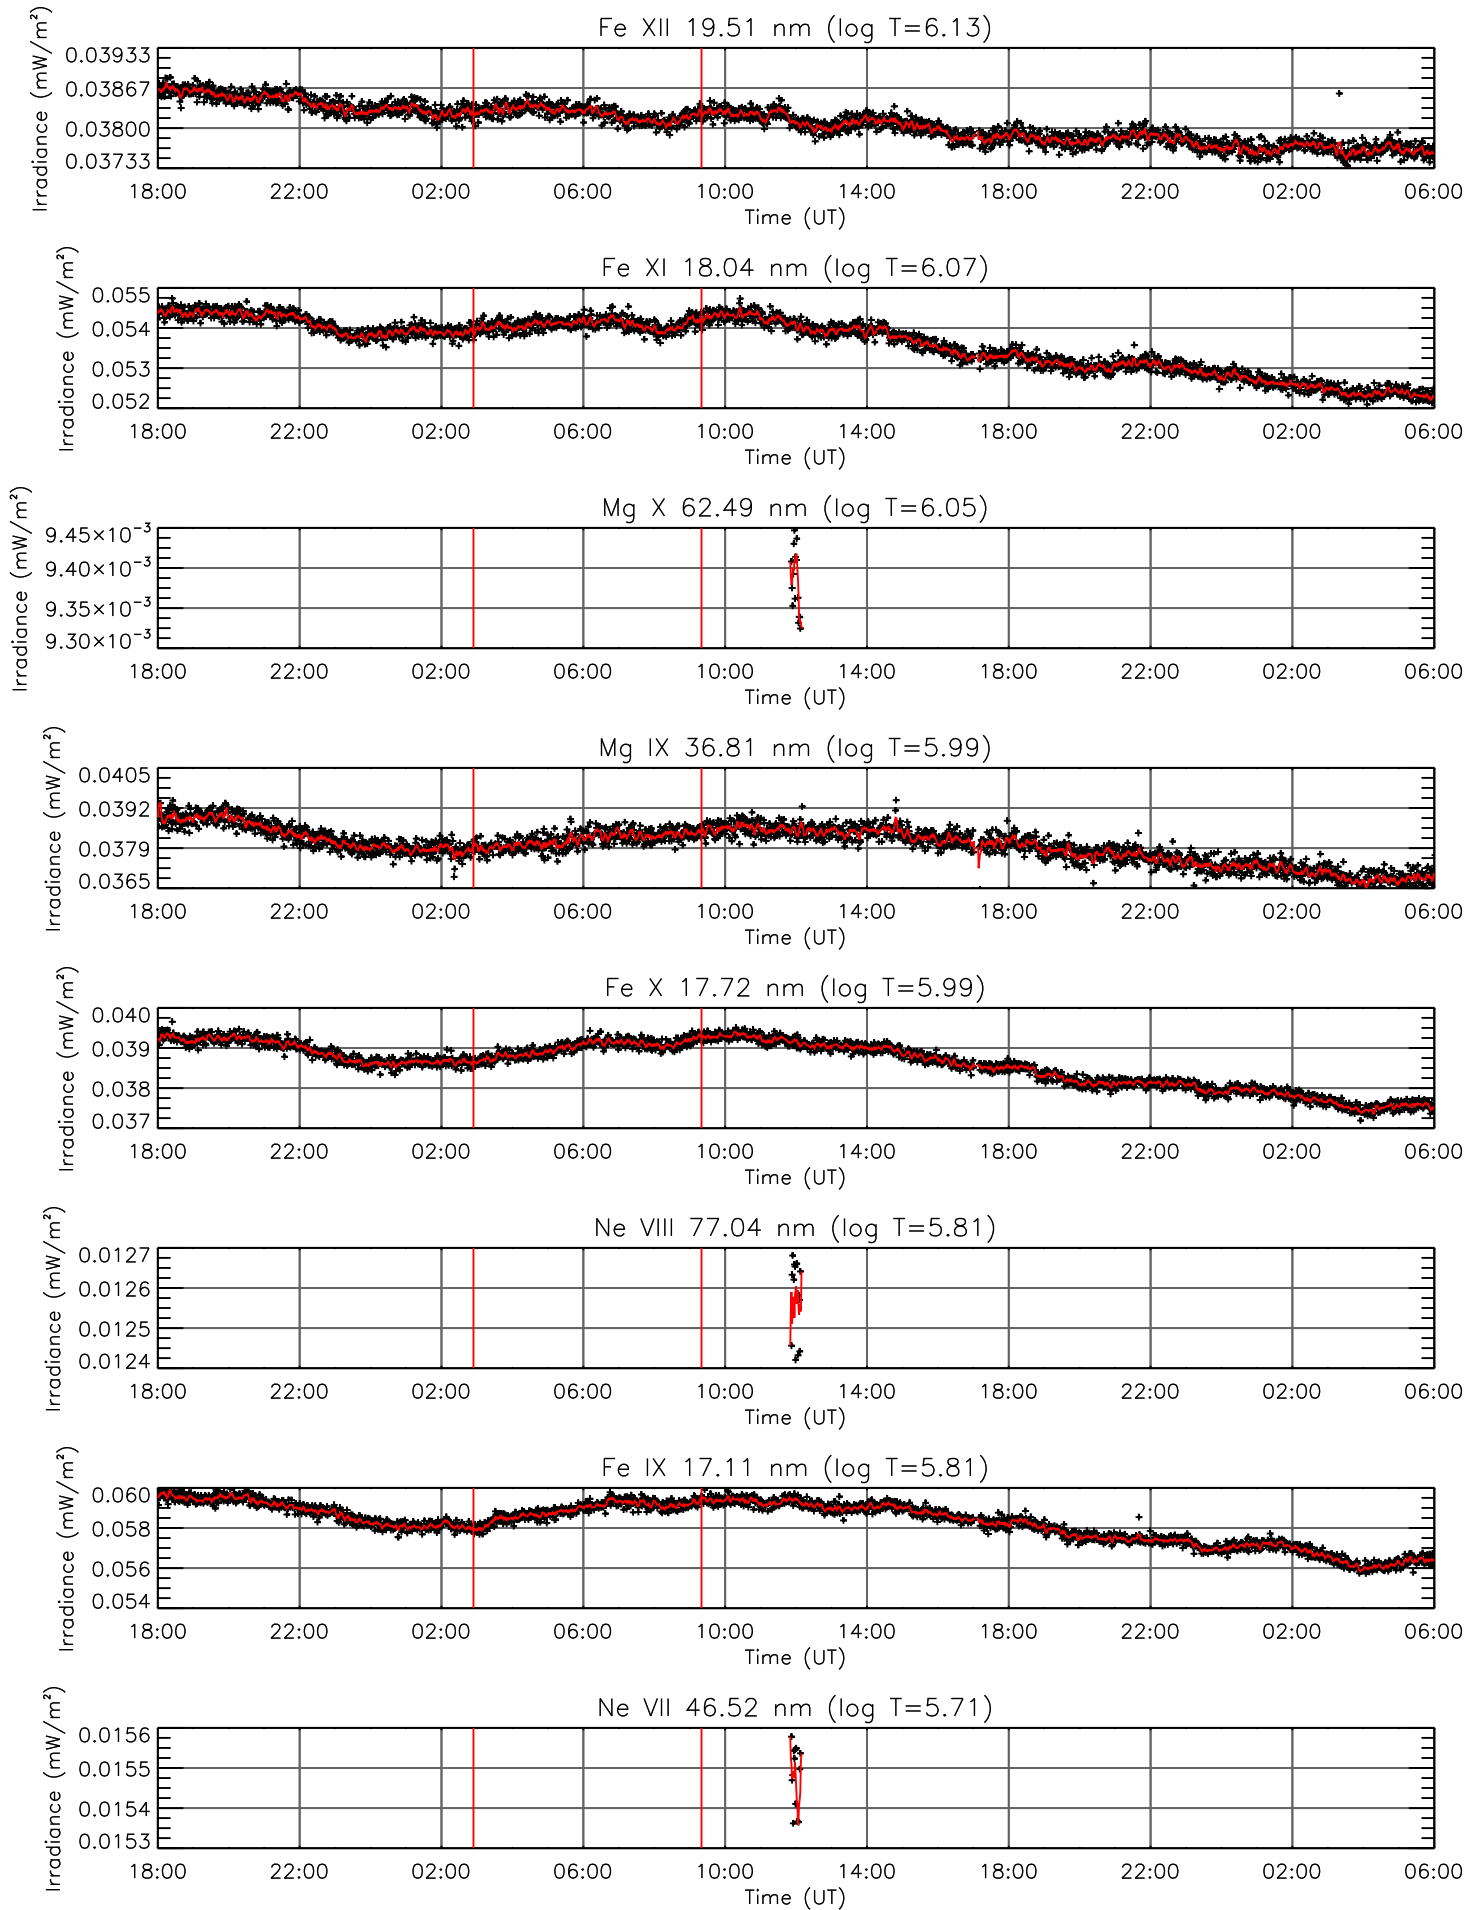 Fe XII 19.51 nm (log T=6.13)
Irradiance (mW/m²)
0.03933
0.03867
0.03800
0.03733
18:00 22:00 02:00 06:00 10:00 14:00 18:00 22:00 02:00 06:00
Time (UT)
Fe XI 18.04 nm (log T=6.07)
Irradiance (mW/m²)
0.055
0.054
0.053
0.052
18:00 22:00 02:00 06:00 10:00 14:00 18:00 22:00 02:00 06:00
Time (UT)
Mg X 62.49 nm (log T=6.05)
Irradiance (mW/m²)
9.45×10⁻³
9.40×10⁻³
9.35×10⁻³
9.30×10⁻³
18:00 22:00 02:00 06:00 10:00 14:00 18:00 22:00 02:00 06:00
Time (UT)
Mg IX 36.81 nm (log T=5.99)
Irradiance (mW/m²)
0.0405
0.0392
0.0379
0.0365
18:00 22:00 02:00 06:00 10:00 14:00 18:00 22:00 02:00 06:00
Time (UT)
Fe X 17.72 nm (log T=5.99)
Irradiance (mW/m²)
0.040
0.039
0.038
0.037
18:00 22:00 02:00 06:00 10:00 14:00 18:00 22:00 02:00 06:00
Time (UT)
Ne VIII 77.04 nm (log T=5.81)
Irradiance (mW/m²)
0.0127
0.0126
0.0125
0.0124
18:00 22:00 02:00 06:00 10:00 14:00 18:00 22:00 02:00 06:00
Time (UT)
Fe IX 17.11 nm (log T=5.81)
Irradiance (mW/m²)
0.060
0.058
0.056
0.054
18:00 22:00 02:00 06:00 10:00 14:00 18:00 22:00 02:00 06:00
Time (UT)
Ne VII 46.52 nm (log T=5.71)
Irradiance (mW/m²)
0.0156
0.0155
0.0154
0.0153
18:00 22:00 02:00 06:00 10:00 14:00 18:00 22:00 02:00 06:00
Time (UT)